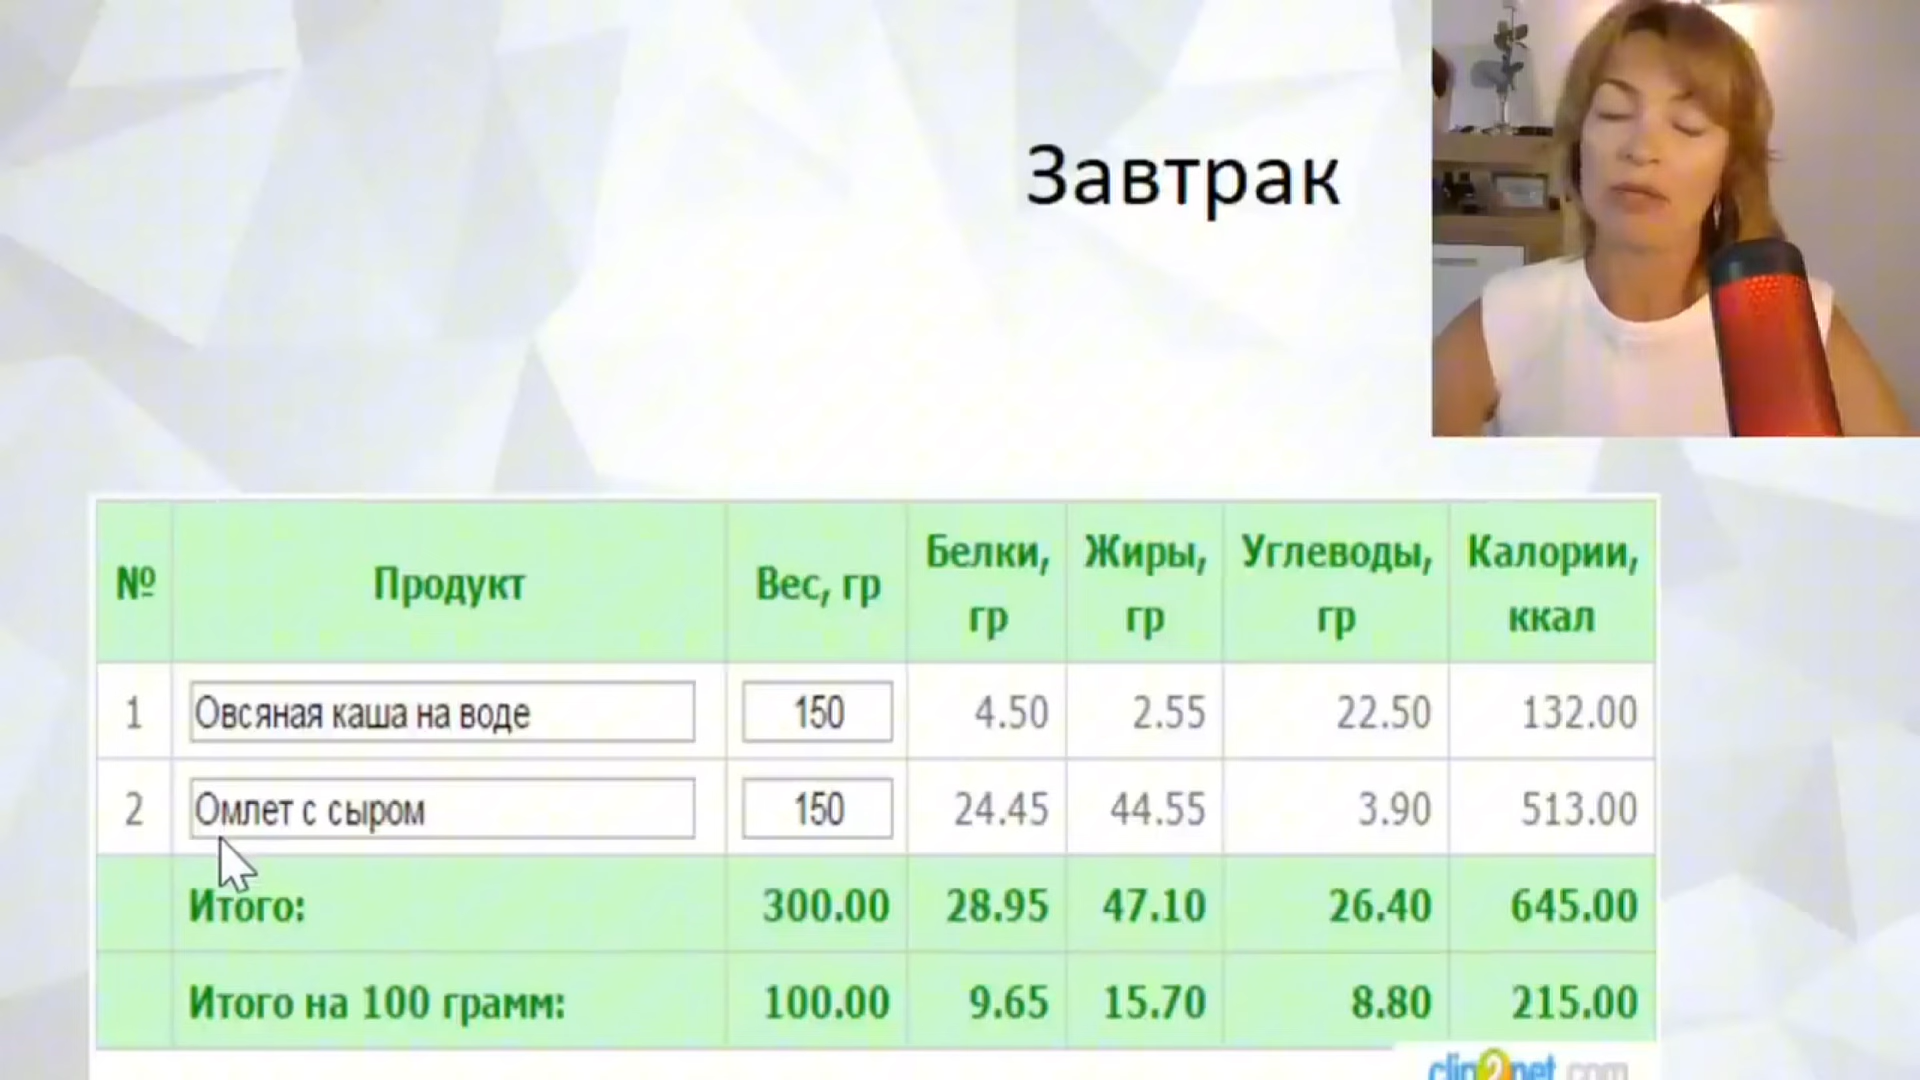 Завтрак
№ Продукт Вес, гр Белки, гр Жиры, гр Углеводы, гр Калории, ккал
1 Овсяная каша на воде 150 4.50 2.55 22.50 132.00
2 Омлет с сыром 150 24.45 44.55 3.90 513.00
Итого: 300.00 28.95 47.10 26.40 645.00
Итого на 100 грамм: 100.00 9.65 15.70 8.80 215.00
clip2net.com